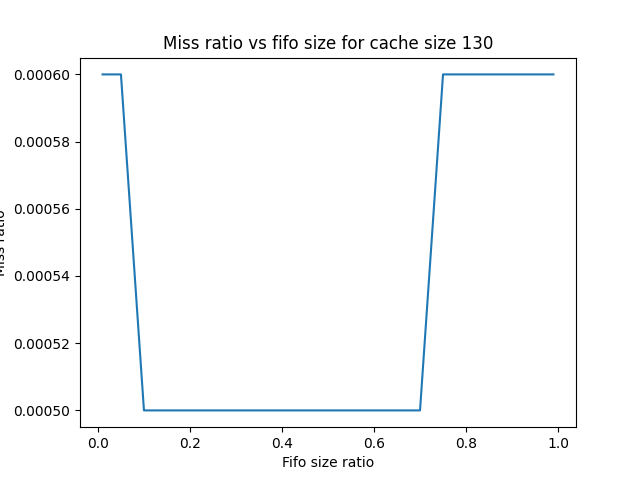 Miss ratio vs fifo size for cache size 130
0.00060
0.00058
0.00056
0.00054
0.00052
0.00050
Miss ratio
0.0 0.2 0.4 0.6 0.8 1.0
Fifo size ratio